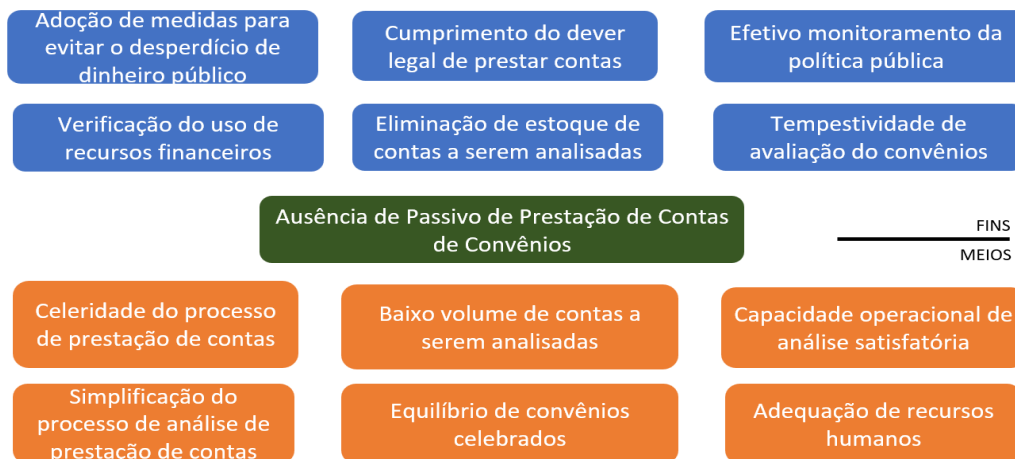 Adoção de medidas para
evitar o desperdício de
dinheiro público
Cumprimento do dever
legal de prestar contas
Efetivo monitoramento da
política pública
Verificação do uso de
recursos financeiros
Eliminação de estoque de
contas a serem analisadas
Tempestividade de
avaliação do convênios
Ausência de Passivo de Prestação de Contas
de Convênios
FINS
MEIOS
Celeridade do processo
de prestação de contas
Baixo volume de contas a
serem analisadas
Capacidade operacional de
análise satisfatória
Simplificação do
processo de análise de
prestação de contas
Equilíbrio de convênios
celebrados
Adequação de recursos
humanos